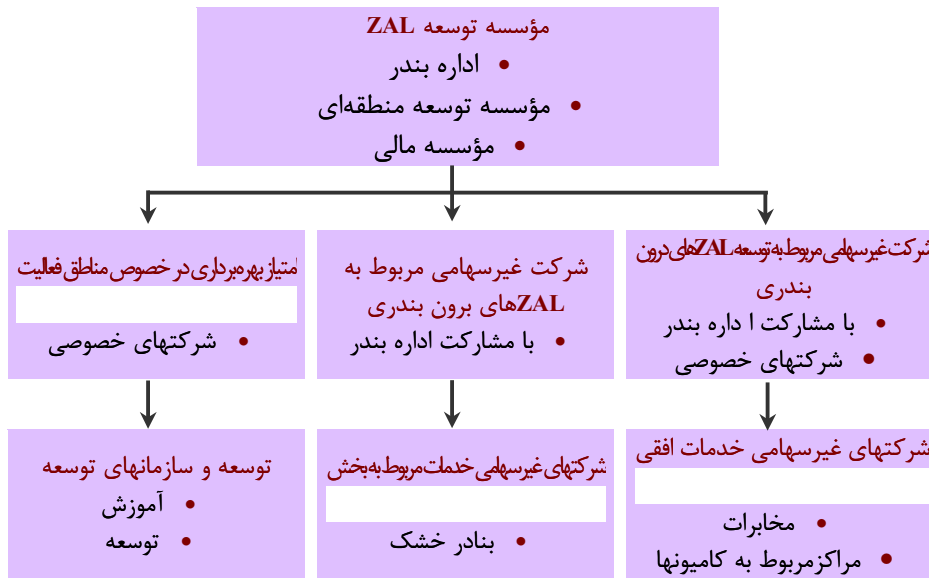 مؤسسه توسعه ZAL
• اداره بندر
• مؤسسه توسعه منطقه‌ای
• مؤسسه مالی
شرکت غیرسهامی مربوط به توسعه ZALهای درون
بندری
• با مشارکت ا داره بندر
• شرکتهای خصوصی
شرکت غیرسهامی مربوط به
ZALهای برون بندری
• با مشارکت اداره بندر
امتیاز بهره‌برداری در خصوص مناطق فعالیت
• شرکتهای خصوصی
شرکتهای غیرسهامی خدمات افقی
• مخابرات
• مراکزمربوط به کامیونها
شرکتهای غیرسهامی خدمات مربوط به بخش
• بنادر خشک
توسعه و سازمانهای توسعه
• آموزش
• توسعه